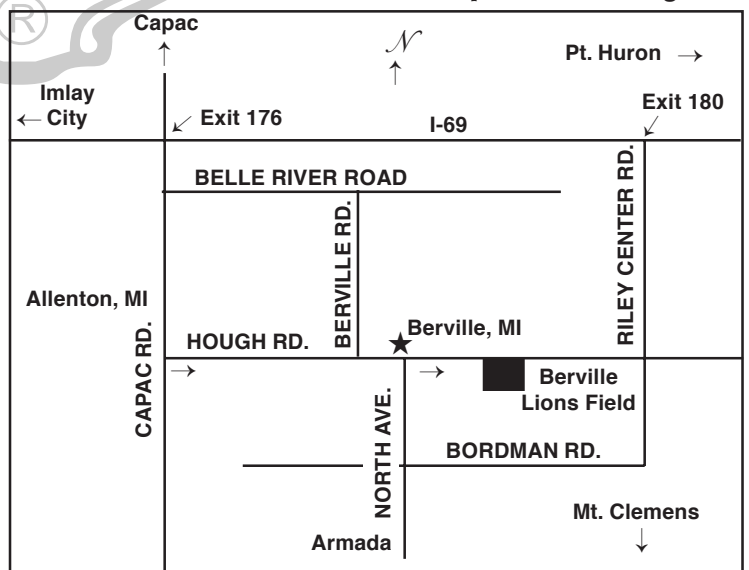 ®
Capac
N
Pt. Huron →
Imlay
← City
Exit 176
Exit 180
I-69
BELLE RIVER ROAD
BERVILLE RD.
RILEY CENTER RD.
Allenton, MI
CAPAC RD.
HOUGH RD.
Berville, MI
Berville
Lions Field
NORTH AVE.
BORDMAN RD.
Armada
Mt. Clemens